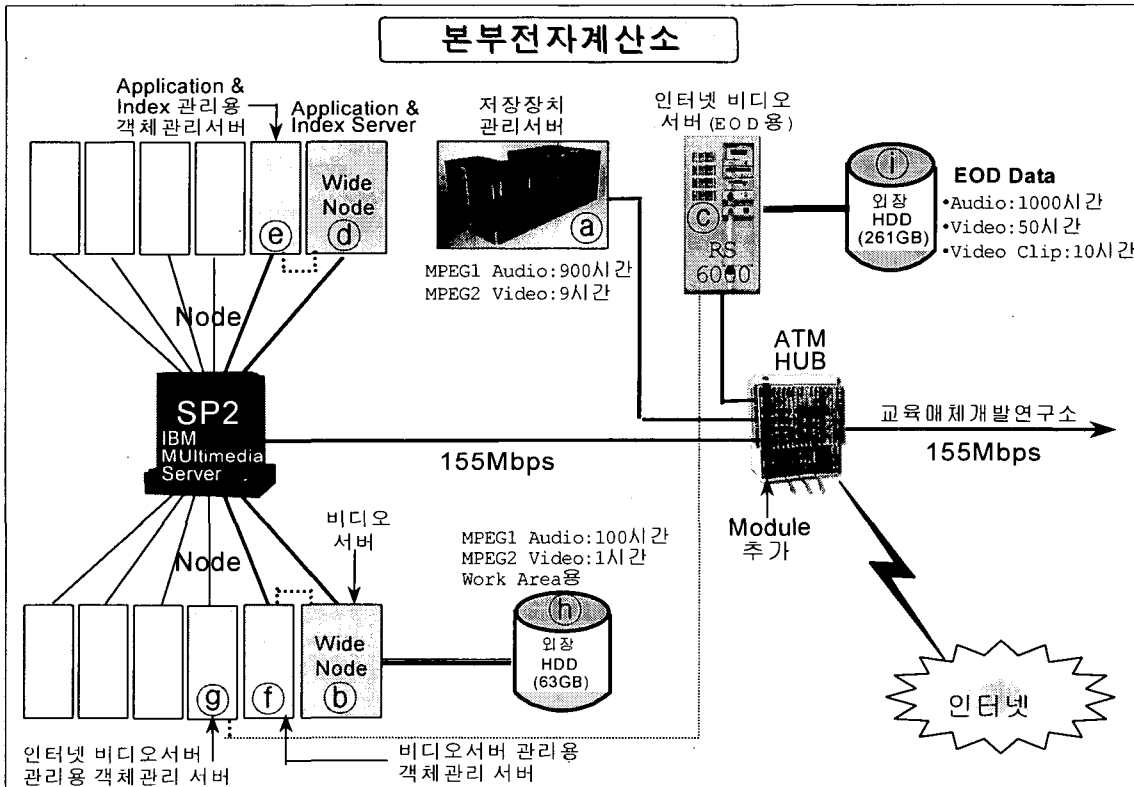 본부전자계산소
Application &
Index 관리용
객체관리서버
Application &
Index Server
저장장치
관리서버
인터넷 비디오
서버(EOD용)
Wide
Node
ⓔ
ⓓ
ⓐ
ⓒ
RS
6000
ⓘ
외장
HDD
(261GB)
EOD Data
•Audio:1000시간
•Video:50시간
•Video Clip:10시간
MPEG1 Audio:900시간
MPEG2 Video:9시간
Node
ATM
HUB
SP2
IBM
MUltimedia
Server
155Mbps
교육매체개발연구소
155Mbps
Module
추가
비디오
서버
Node
MPEG1 Audio:100시간
MPEG2 Video:1시간
Work Area용
ⓗ
외장
HDD
(63GB)
Wide
Node
ⓖ
ⓕ
ⓑ
인터넷
인터넷 비디오서버
관리용 객체관리 서버
비디오서버 관리용
객체관리 서버